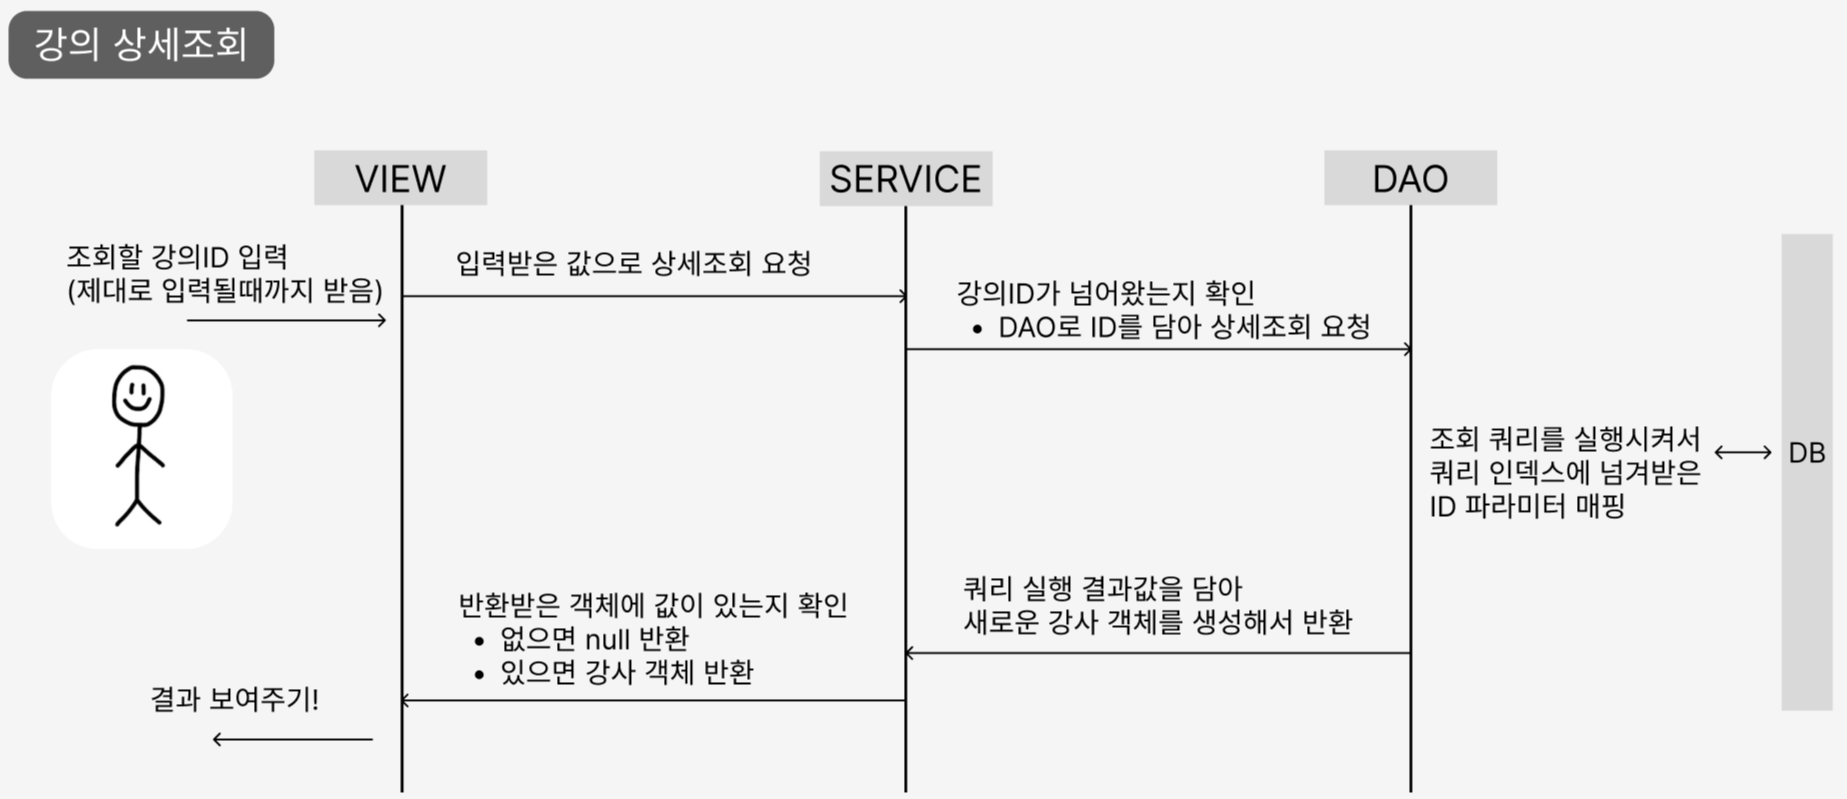 강의 상세조회
VIEW
SERVICE
DAO
조회할 강의ID 입력
(제대로 입력될때까지 받음)
입력받은 값으로 상세조회 요청
강의ID가 넘어왔는지 확인
• DAO로 ID를 담아 상세조회 요청
조회 쿼리를 실행시켜서
쿼리 인덱스에 넘겨받은
ID 파라미터 매핑
DB
쿼리 실행 결과값을 담아
새로운 강사 객체를 생성해서 반환
반환받은 객체에 값이 있는지 확인
• 없으면 null 반환
• 있으면 강사 객체 반환
결과 보여주기!